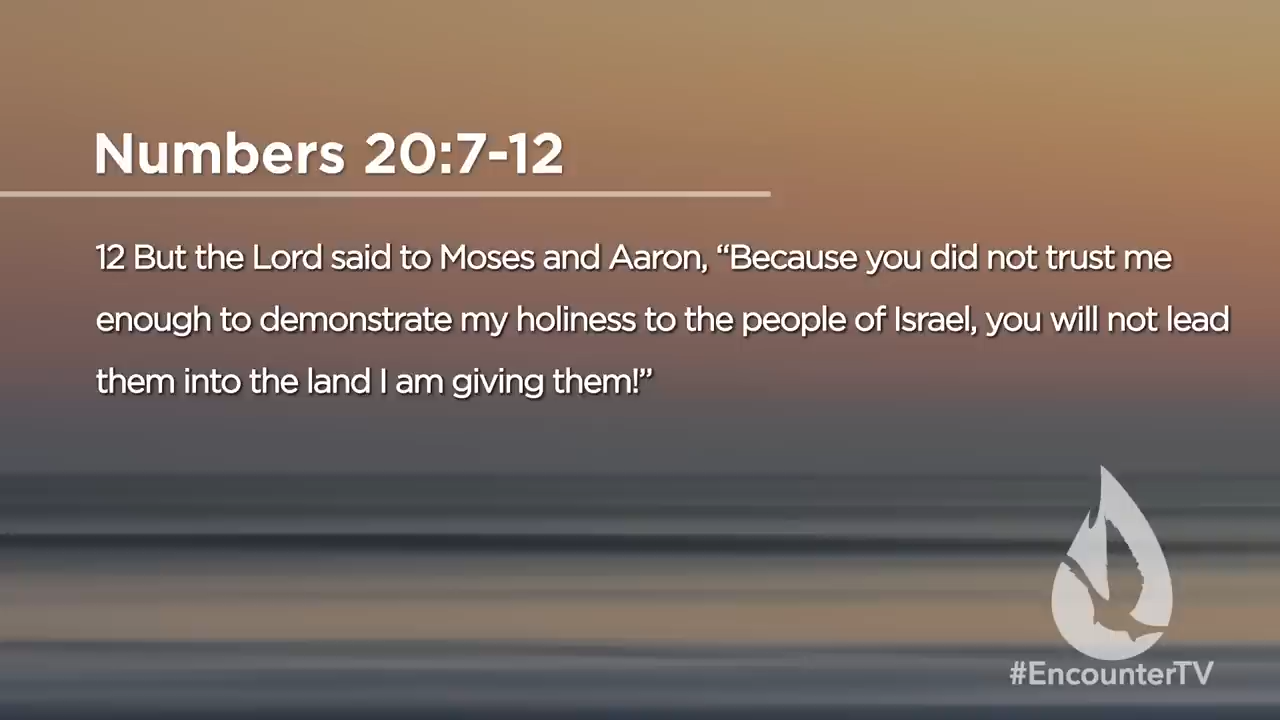 Numbers 20:7-12
12 But the Lord said to Moses and Aaron, “Because you did not trust me
enough to demonstrate my holiness to the people of Israel, you will not lead
them into the land I am giving them!”
#EncounterTV